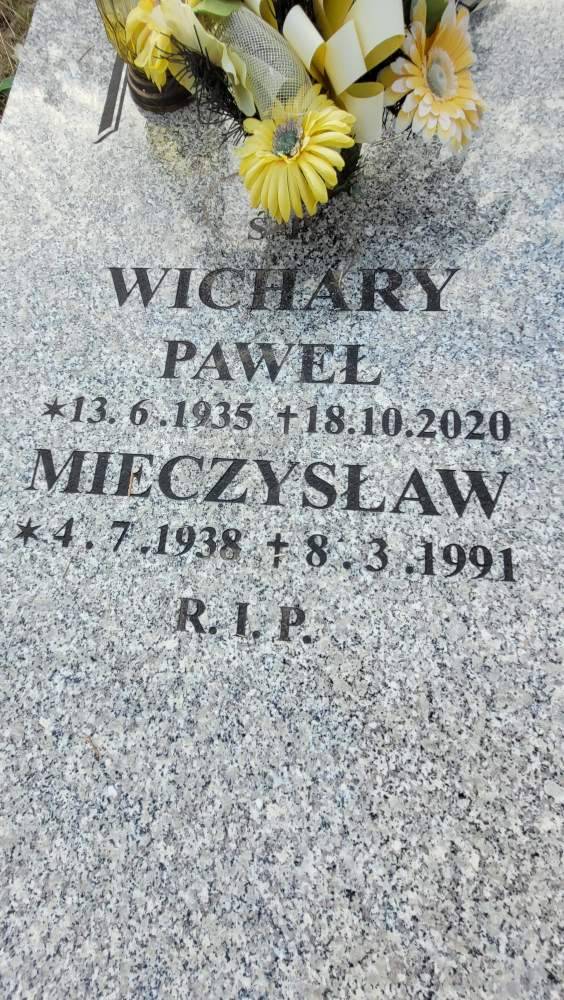 WICHARY
PAWEŁ
*13.6.1935 †18.10.2020
MIECZYSŁAW
*4.7.1938 †8.3.1991
R.I.P.